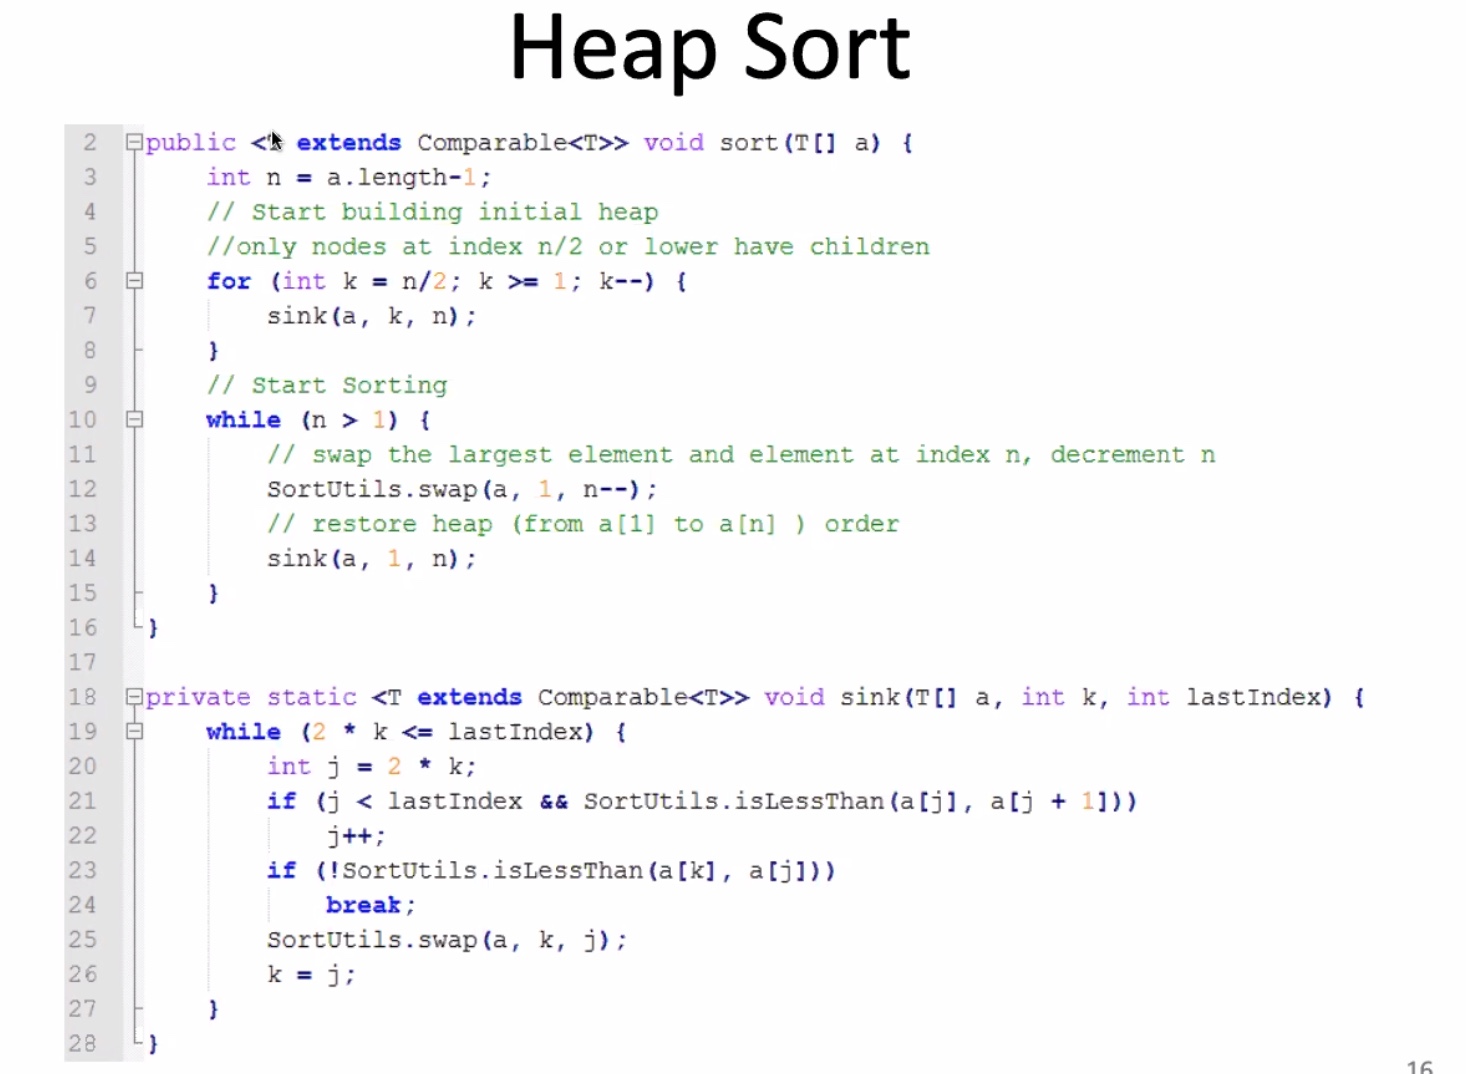 Heap Sort
2 public < extends Comparable<T>> void sort(T[] a) {
3 int n = a.length-1;
4 // Start building initial heap
5 //only nodes at index n/2 or lower have children
6 for (int k = n/2; k >= 1; k--) {
7 sink(a, k, n);
8 }
9 // Start Sorting
10 while (n > 1) {
11 // swap the largest element and element at index n, decrement n
12 SortUtils.swap(a, 1, n--);
13 // restore heap (from a[1] to a[n] ) order
14 sink(a, 1, n);
15 }
16 }
17
18 private static <T extends Comparable<T>> void sink(T[] a, int k, int lastIndex) {
19 while (2 * k <= lastIndex) {
20 int j = 2 * k;
21 if (j < lastIndex && SortUtils.isLessThan(a[j], a[j + 1]))
22 j++;
23 if (!SortUtils.isLessThan(a[k], a[j]))
24 break;
25 SortUtils.swap(a, k, j);
26 k = j;
27 }
28 }
16